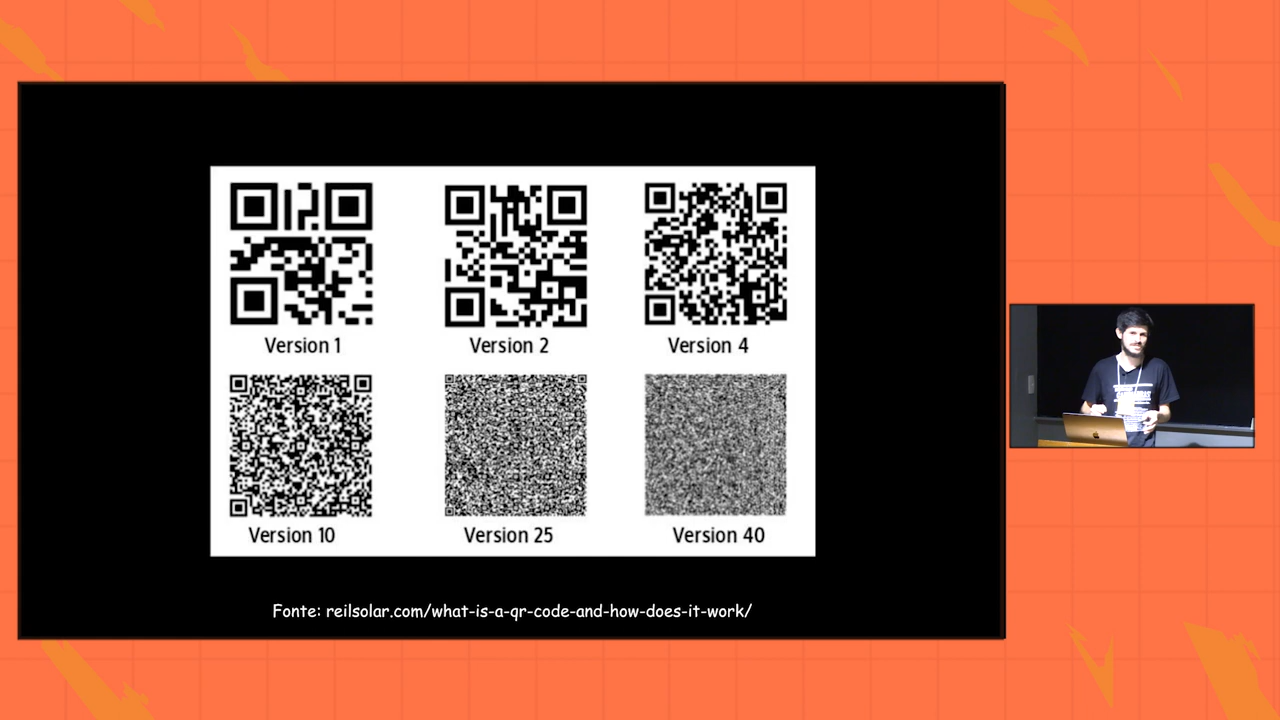 Version 1
Version 2
Version 4
Version 10
Version 25
Version 40
Fonte: reilsolar.com/what-is-a-qr-code-and-how-does-it-work/